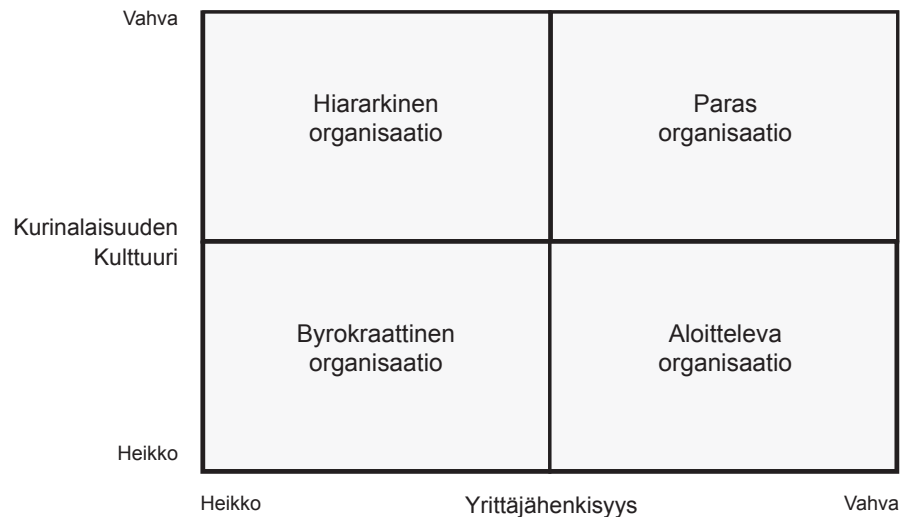 Vahva
Hiararkinen
organisaatio
Paras
organisaatio
Kurinalaisuuden
Kulttuuri
Byrokraattinen
organisaatio
Aloitteleva
organisaatio
Heikko
Heikko
Yrittäjähenkisyys
Vahva